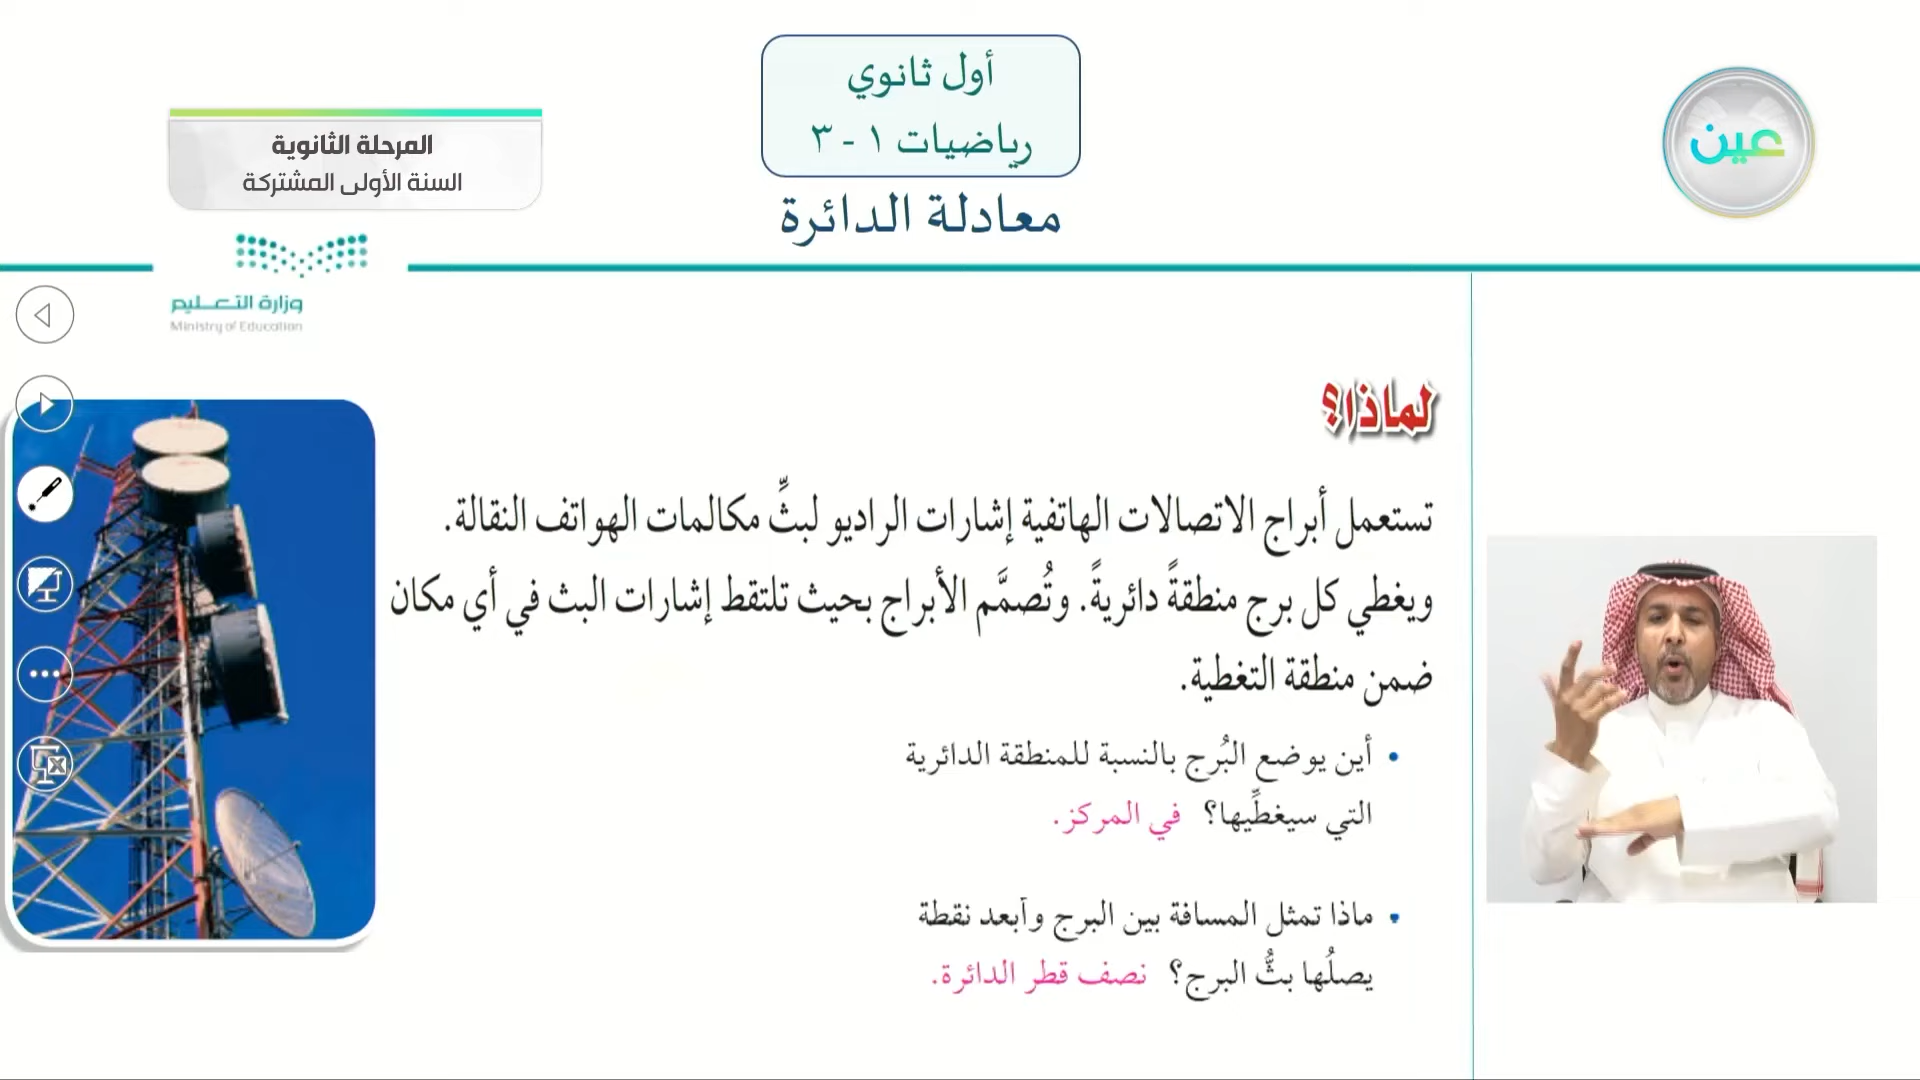 أول ثانوي
رياضيات ١ - ٣
معادلة الدائرة
عين
المرحلة الثانوية
السنة الأولى المشتركة
وزارة التعليم
Ministry of Education
لماذا؟
تستعمل أبراج الاتصالات الهاتفية إشارات الراديو لبثِّ مكالمات الهواتف النقالة.
ويغطي كل برج منطقةً دائريةً. وتُصمَّم الأبراج بحيث تلتقط إشارات البث في أي مكان
ضمن منطقة التغطية.
• أين يوضع البُرج بالنسبة للمنطقة الدائرية
التي سيغطِّيها؟ في المركز.
• ماذا تمثل المسافة بين البرج وأبعد نقطة
يصلُها بثُّ البرج؟ نصف قطر الدائرة.